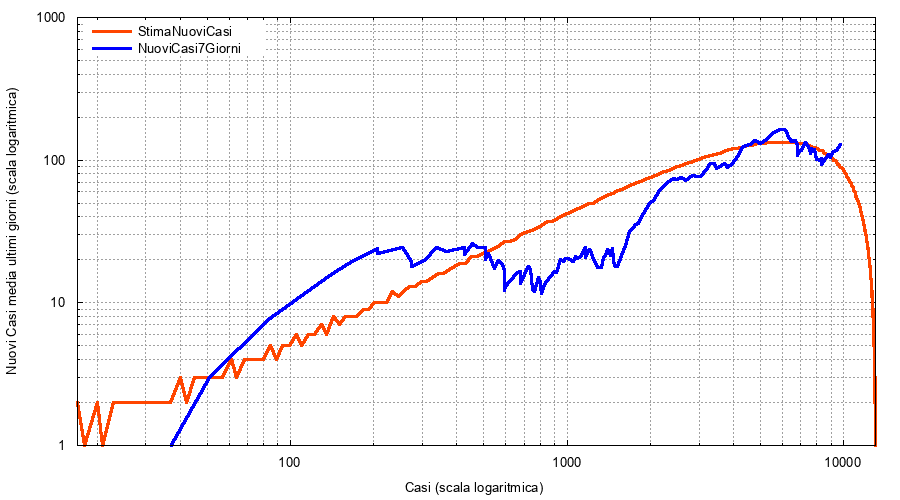 1000
StimaNuoviCasi
NuoviCasi7Giorni
100
10
1
Nuovi Casi media ultimi giorni (scala logaritmica)
100
1000
10000
Casi (scala logaritmica)